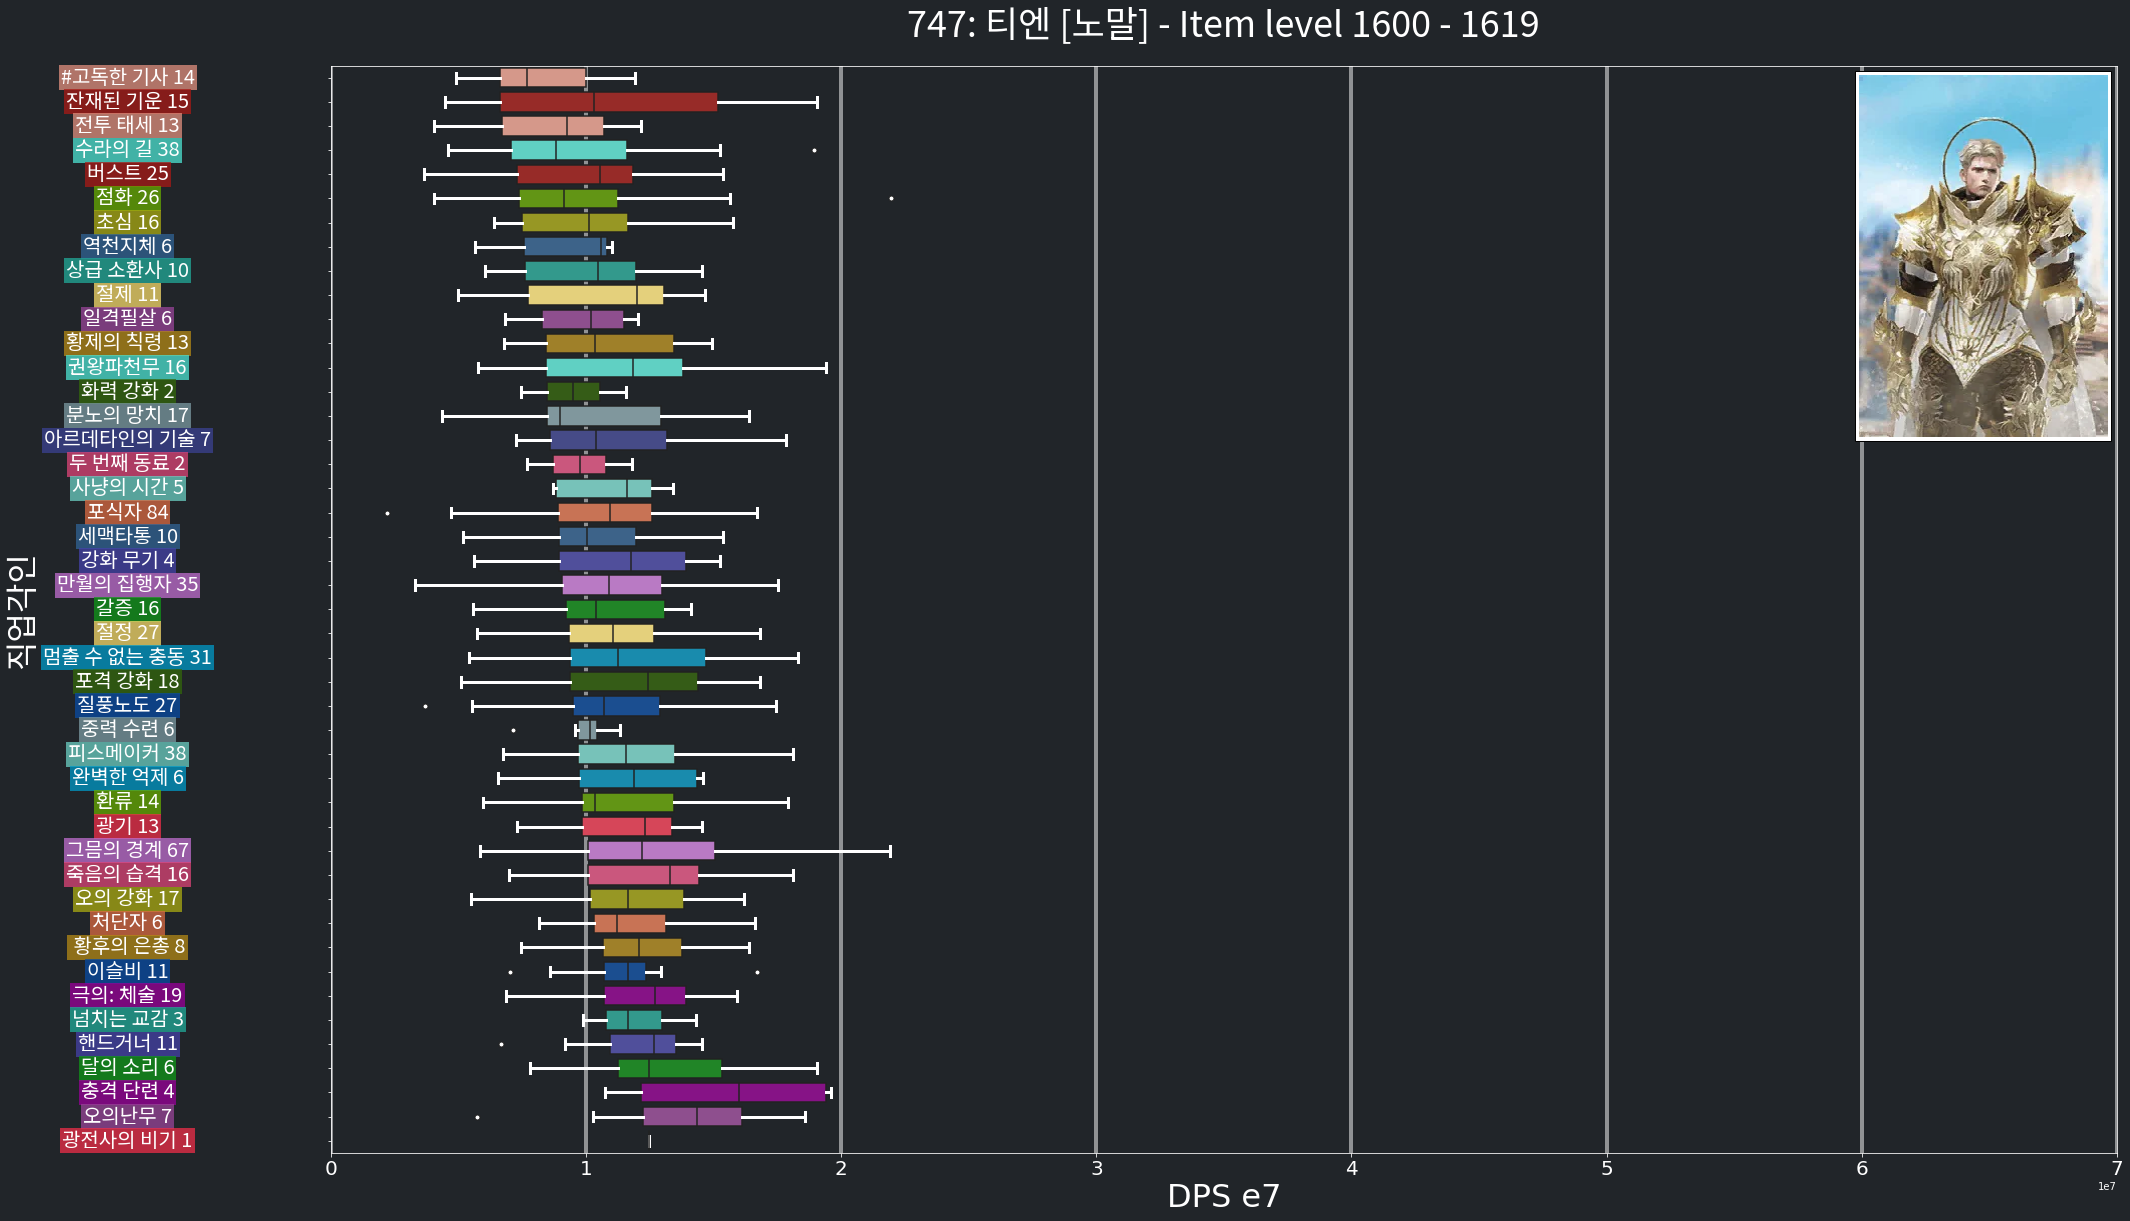 747: 티엔 [노말] - Item level 1600 - 1619
직업각인
#고독한 기사 14
잔재된 기운 15
전투 태세 13
수라의 길 38
버스트 25
점화 26
초심 16
역천지체 6
상급 소환사 10
절제 11
일격필살 6
황제의 칙령 13
권왕파천무 16
화력 강화 2
분노의 망치 17
아르데타인의 기술 7
두 번째 동료 2
사냥의 시간 5
포식자 84
세맥타통 10
강화 무기 4
만월의 집행자 35
갈증 16
절정 27
멈출 수 없는 충동 31
포격 강화 18
질풍노도 27
중력 수련 6
피스메이커 38
완벽한 억제 6
환류 14
광기 13
그믐의 경계 67
죽음의 습격 16
오의 강화 17
처단자 6
황후의 은총 8
이슬비 11
극의: 체술 19
넘치는 교감 3
핸드거너 11
달의 소리 6
충격 단련 4
오의난무 7
광전사의 비기 1
0 1 2 3 4 5 6 7
1e7
DPS e7